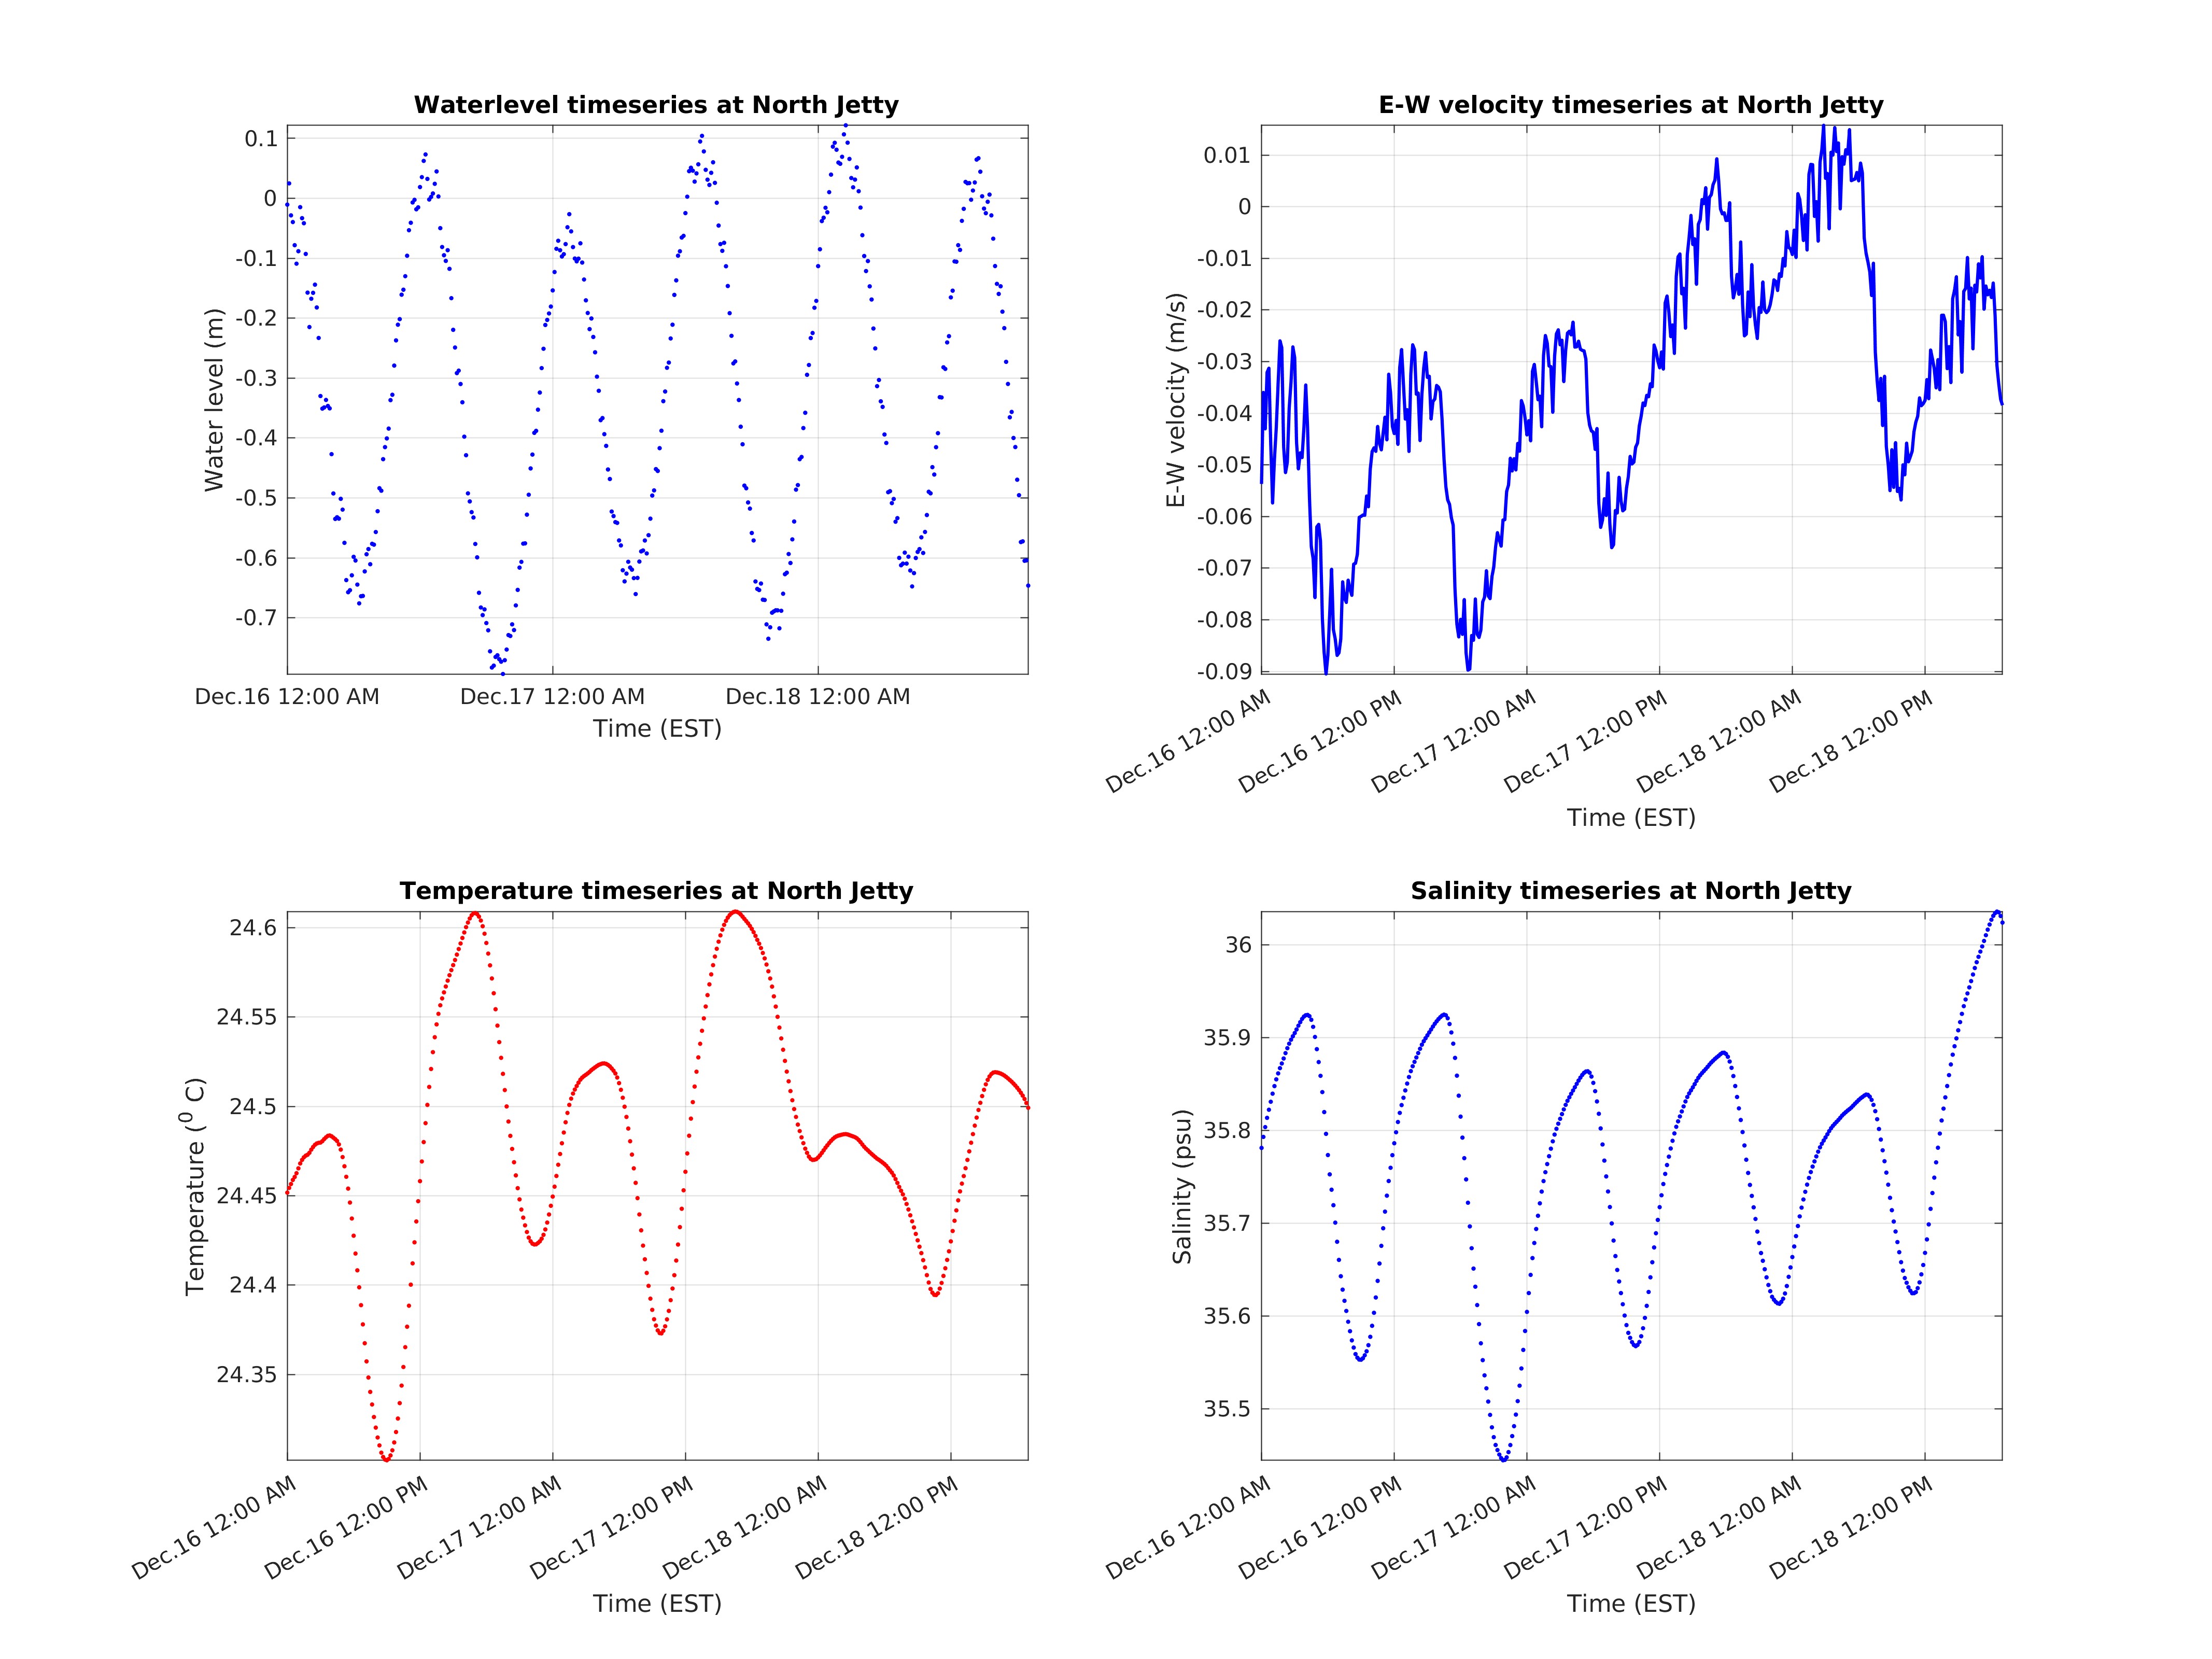 Waterlevel timeseries at North Jetty
0.1
0
-0.1
-0.2
-0.3
-0.4
-0.5
-0.6
-0.7
Water level (m)
Dec.16 12:00 AM
Dec.17 12:00 AM
Dec.18 12:00 AM
Time (EST)
E-W velocity timeseries at North Jetty
0.01
0
-0.01
-0.02
-0.03
-0.04
-0.05
-0.06
-0.07
-0.08
-0.09
E-W velocity (m/s)
Dec.16 12:00 AM
Dec.16 12:00 PM
Dec.17 12:00 AM
Dec.17 12:00 PM
Dec.18 12:00 AM
Dec.18 12:00 PM
Time (EST)
Temperature timeseries at North Jetty
24.6
24.55
24.5
24.45
24.4
24.35
Temperature (⁰ C)
Dec.16 12:00 AM
Dec.16 12:00 PM
Dec.17 12:00 AM
Dec.17 12:00 PM
Dec.18 12:00 AM
Dec.18 12:00 PM
Time (EST)
Salinity timeseries at North Jetty
36
35.9
35.8
35.7
35.6
35.5
Salinity (psu)
Dec.16 12:00 AM
Dec.16 12:00 PM
Dec.17 12:00 AM
Dec.17 12:00 PM
Dec.18 12:00 AM
Dec.18 12:00 PM
Time (EST)